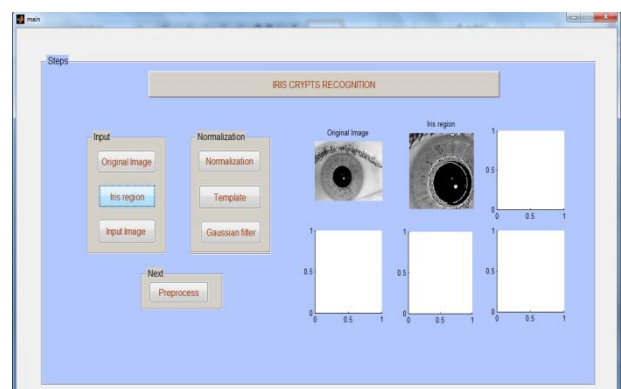 main
Steps
IRIS CRYPTS RECOGNITION
Input
Original Image
Iris region
Input Image
Normalization
Normalization
Template
Gaussian filter
Next
Preprocess
Original Image
Iris region
1
0.5
0
0 0.5 1
1
0.5
0
0 0.5 1
1
0.5
0
0 0.5 1
1
0.5
0
0 0.5 1